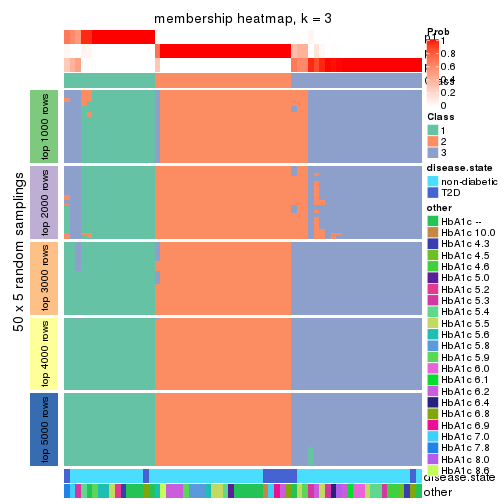 membership heatmap, k = 3
Prob
p1
1
0.8
0.6
0.4
0.2
0
Class
Class
1
2
3
disease.state
non-diabetic
T2D
other
HbA1c --
HbA1c 10.0
HbA1c 4.3
HbA1c 4.5
HbA1c 4.6
HbA1c 5.0
HbA1c 5.2
HbA1c 5.3
HbA1c 5.4
HbA1c 5.5
HbA1c 5.6
HbA1c 5.8
HbA1c 5.9
HbA1c 6.0
HbA1c 6.1
HbA1c 6.2
HbA1c 6.4
HbA1c 6.8
HbA1c 6.9
HbA1c 7.0
HbA1c 7.8
HbA1c 8.0
HbA1c 8.6
50 x 5 random samplings
top 1000 rows
top 2000 rows
top 3000 rows
top 4000 rows
top 5000 rows
disease.state
other